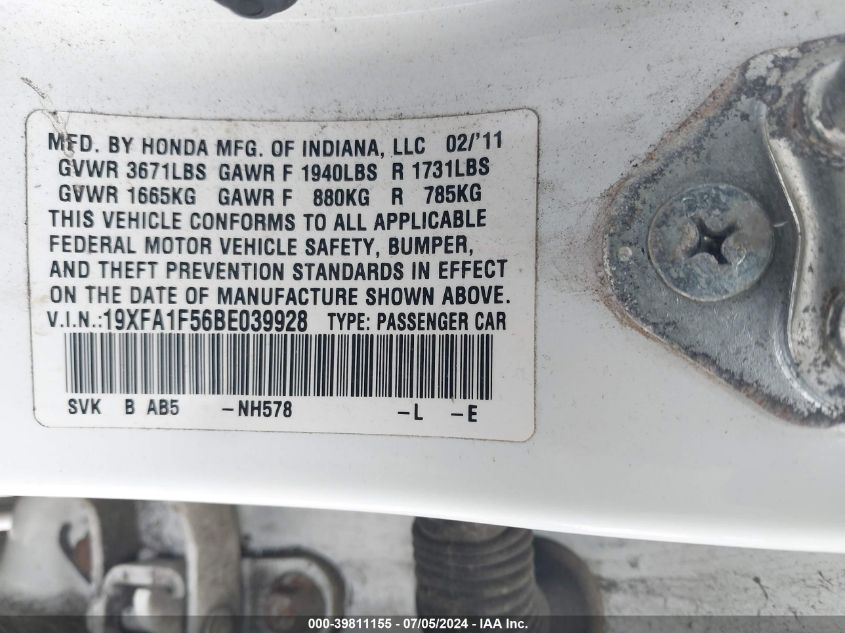 MFD. BY HONDA MFG. OF INDIANA, LLC 02/'11
GVWR 3671LBS GAWR F 1940LBS R 1731LBS
GVWR 1665KG GAWR F 880KG R 785KG
THIS VEHICLE CONFORMS TO ALL APPLICABLE
FEDERAL MOTOR VEHICLE SAFETY, BUMPER,
AND THEFT PREVENTION STANDARDS IN EFFECT
ON THE DATE OF MANUFACTURE SHOWN ABOVE.
V.I.N.:19XFA1F56BE039928 TYPE: PASSENGER CAR
SVK B AB5 -NH578 -L -E
000-39811155 - 07/05/2024 - IAA Inc.